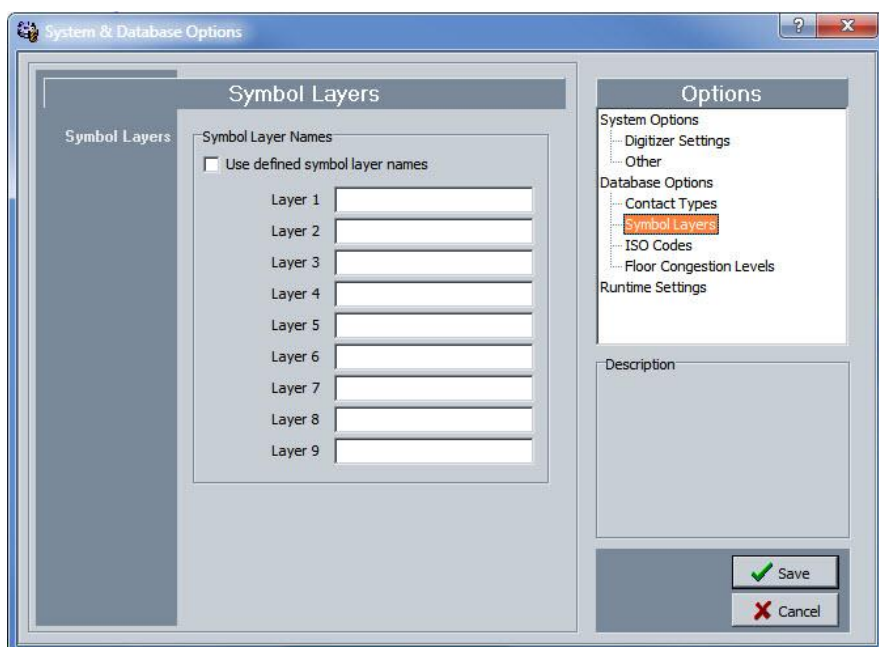 System & Database Options
?
X
Symbol Layers
Symbol Layers
Symbol Layer Names
Use defined symbol layer names
Layer 1
Layer 2
Layer 3
Layer 4
Layer 5
Layer 6
Layer 7
Layer 8
Layer 9
Options
System Options
Digitizer Settings
Other
Database Options
Contact Types
Symbol Layers
ISO Codes
Floor Congestion Levels
Runtime Settings
Description
Save
Cancel